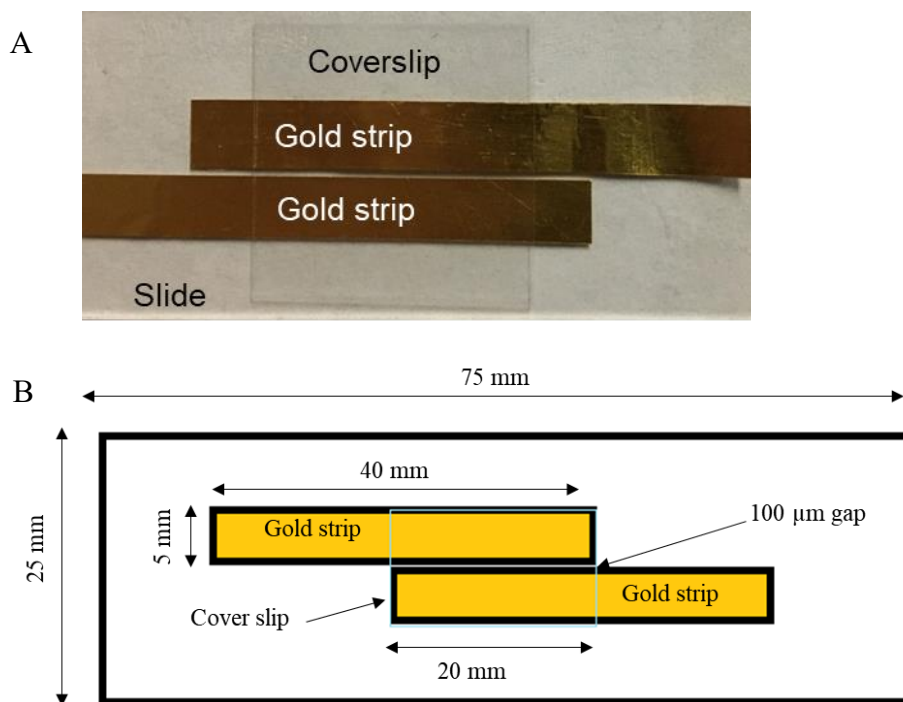 A
Coverslip
Gold strip
Gold strip
Slide
B
75 mm
40 mm
100 µm gap
Gold strip
5 mm
25 mm
Gold strip
Cover slip
20 mm